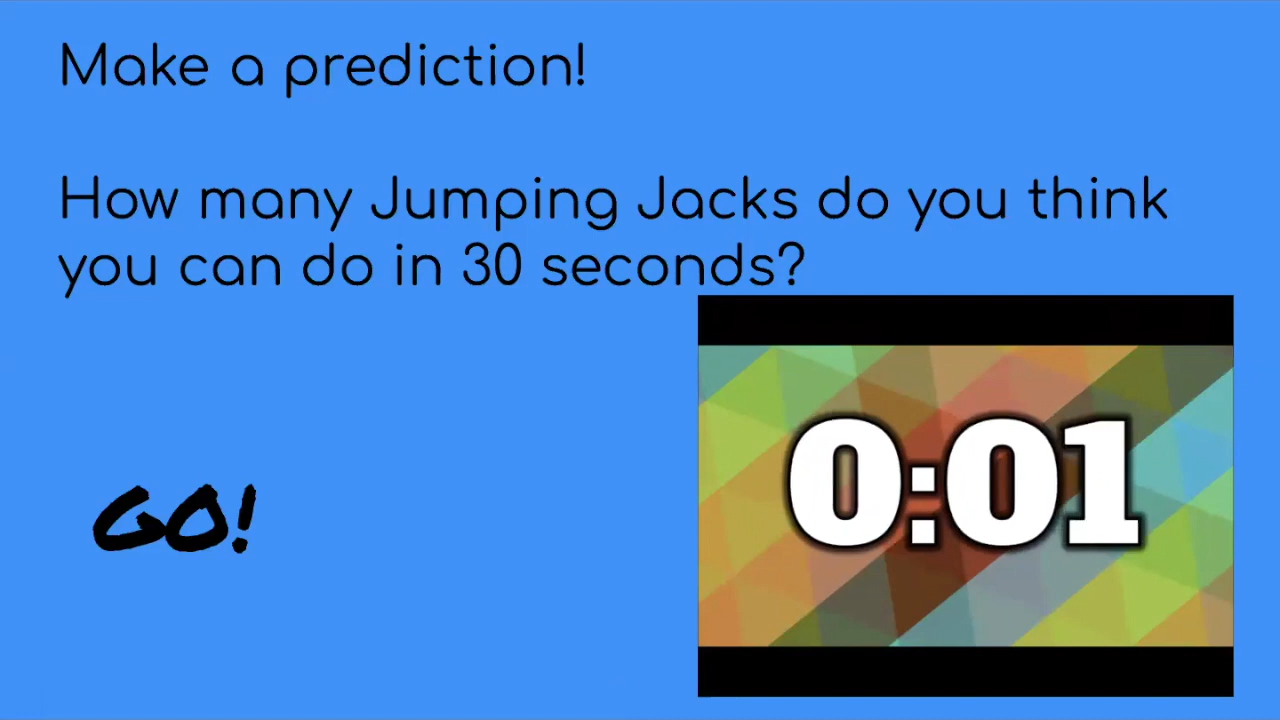 Make a prediction!
How many Jumping Jacks do you think
you can do in 30 seconds?
GO!
0:01